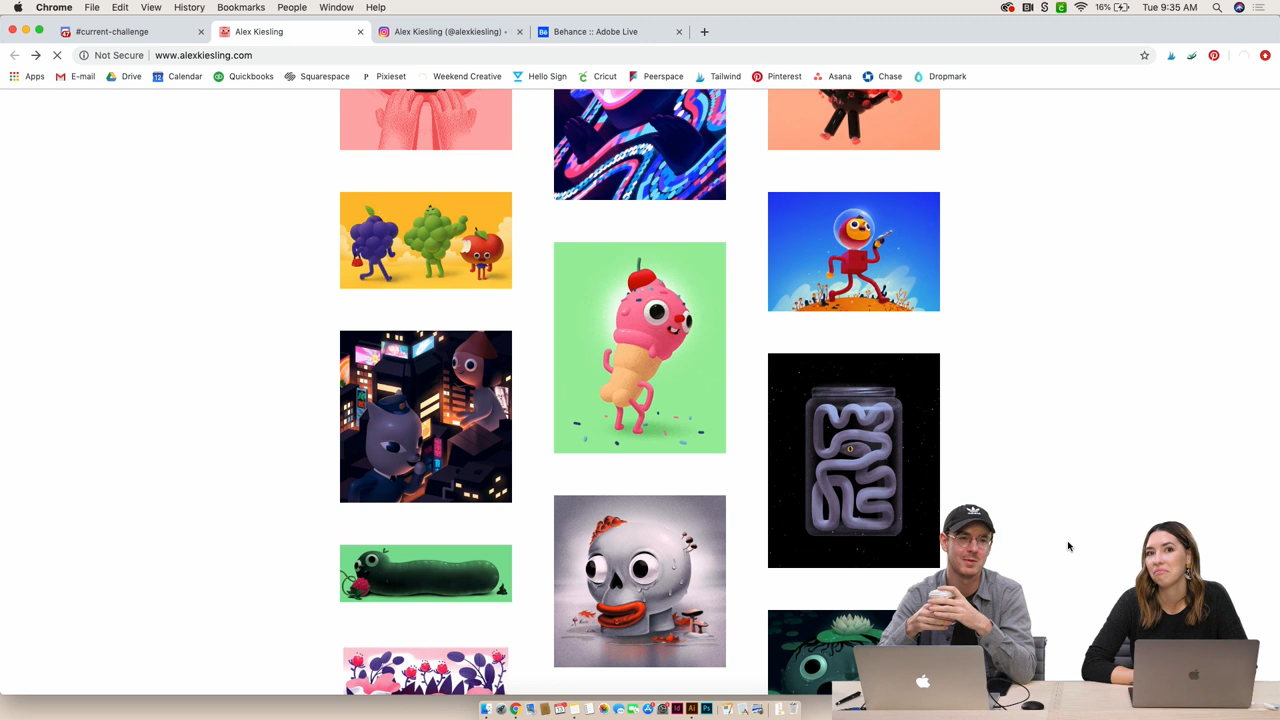 Chrome File Edit View History Bookmarks People Window Help 16% Tue 9:35 AM
#current-challenge Alex Kiesling Alex Kiesling (@alexkiesling) • Behance :: Adobe Live
Not Secure www.alexkiesling.com
Apps E-mail Drive Calendar Quickbooks Squarespace Pixieset Weekend Creative Hello Sign Cricut Peerspace Tailwind Pinterest Asana Chase Dropmark